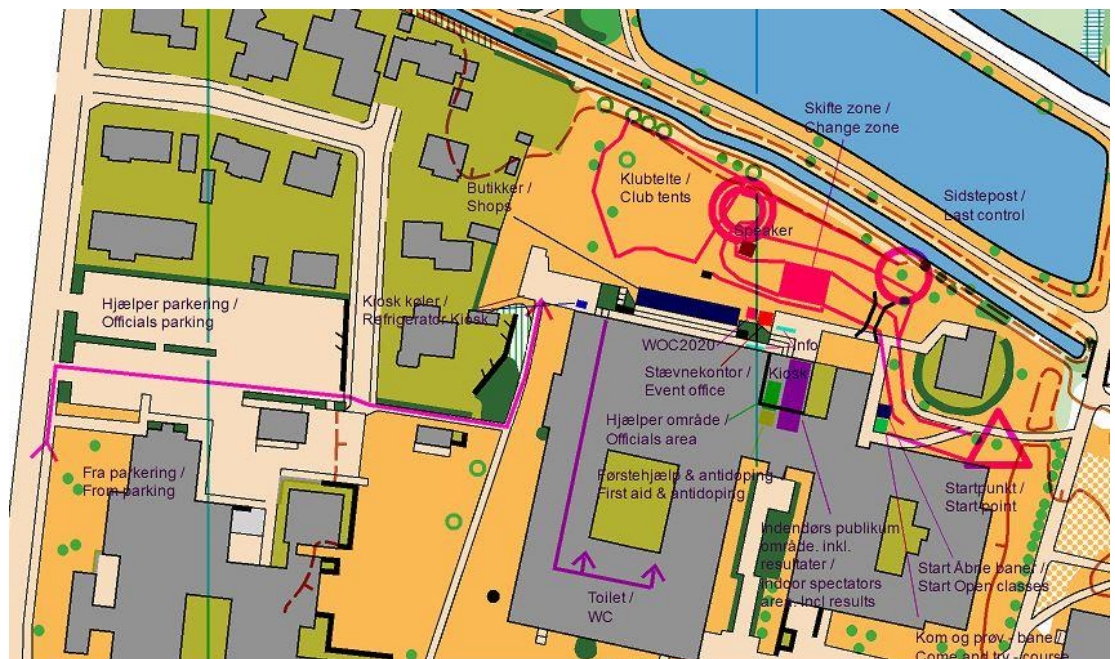 Skifte zone /
Change zone
Klubtelte /
Club tents
Butikker /
Shops
Sidstepost /
Last control
Speaker
Hjælper parkering /
Officials parking
Kiosk køler /
Refrigerator Kiosk
WOC2020
Info
Stævnekontor /
Event office
Kiosk
Hjælper område /
Officials area
Fra parkering /
From parking
Førstehjælp & antidoping
First aid & antidoping
Startpunkt /
Start point
Indendørs publikum
område. inkl.
resultater /
Indoor spectators
area. Incl results
Toilet /
WC
Start Åbne baner /
Start Open classes
Kom og prøv - bane /
Come and try - course